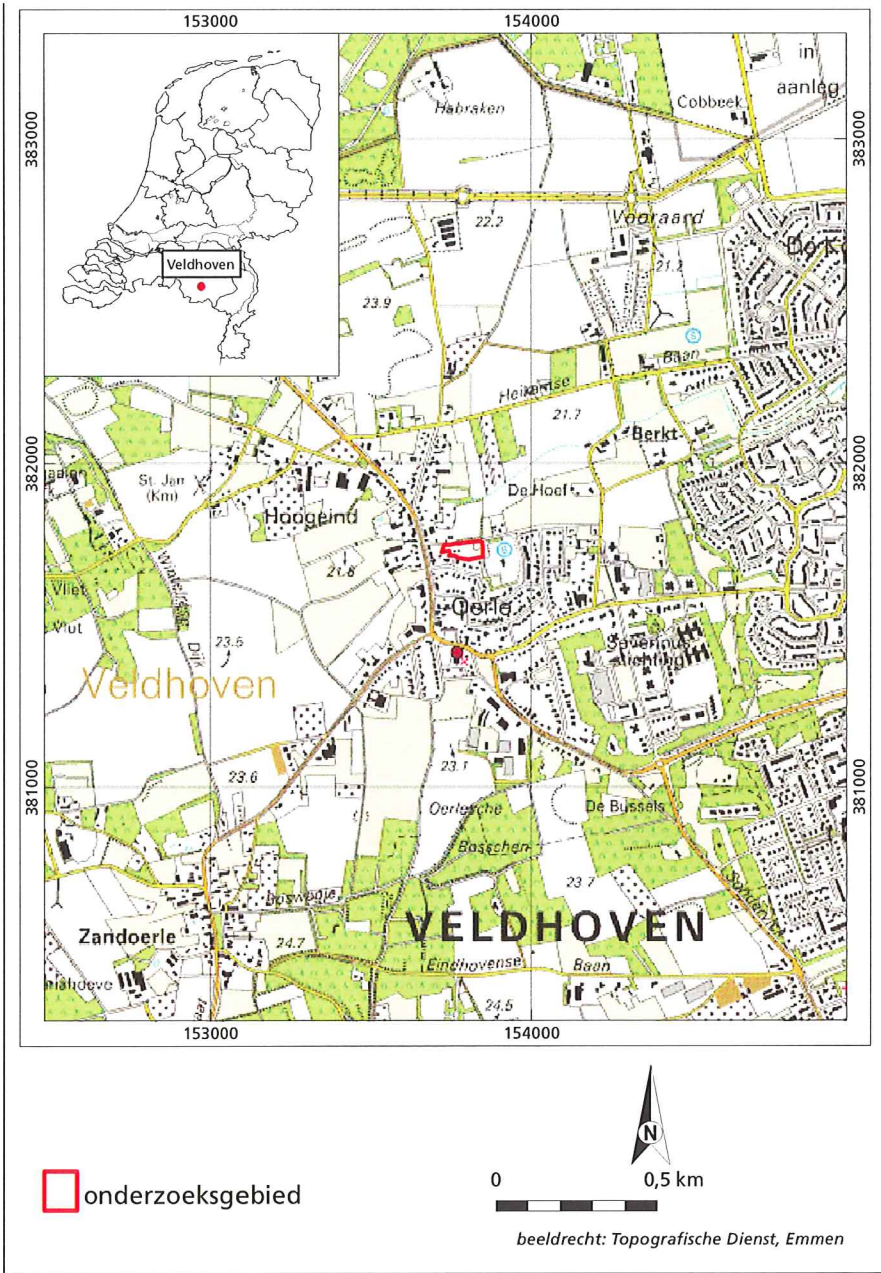 153000
154000
in
aanleg
Habraken
Cobbeek
383000
383000
Vooraard
22.2
21.2
Veldhoven
23.9
Baan
Heikantse
21.7
Berkt
382000
382000
St. Jan
(Km)
De Hoef
Hoogeind
21.8
Vliet
Vlut
Oerle
Severinus
stichting
Dijk
23.5
Veldhoven
23.1
23.6
381000
381000
Oerlesche
De Bussels
Bosschen
23.7
VELDHOVEN
Zandoerle
24.7
Eindhovense
Baan
24.5
153000
154000
N
onderzoeksgebied
0
0,5 km
beeldrecht: Topografische Dienst, Emmen